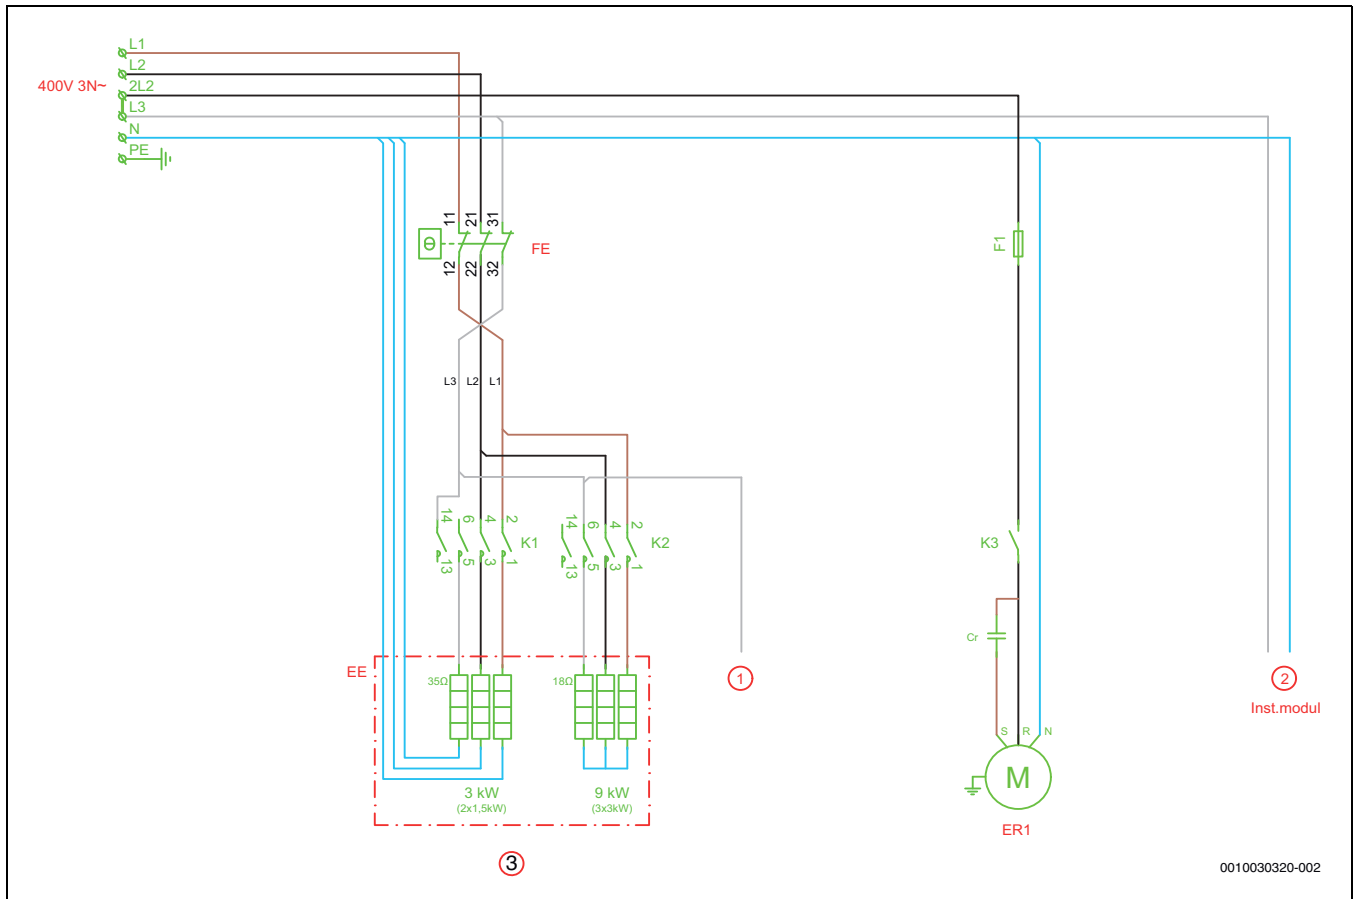 L1
L2
400V 3N~
2L2
L3
N
PE
11
21
31
θ
FE
F1
12
22
32
L3
L2
L1
14
6
4
2
K1
13
5
3
1
14
6
4
2
K2
13
5
3
1
K3
Cr
EE
35Ω
18Ω
1
2
Inst.modul
S
R
N
M
3 kW
(2x1,5kW)
9 kW
(3x3kW)
ER1
3
0010030320-002